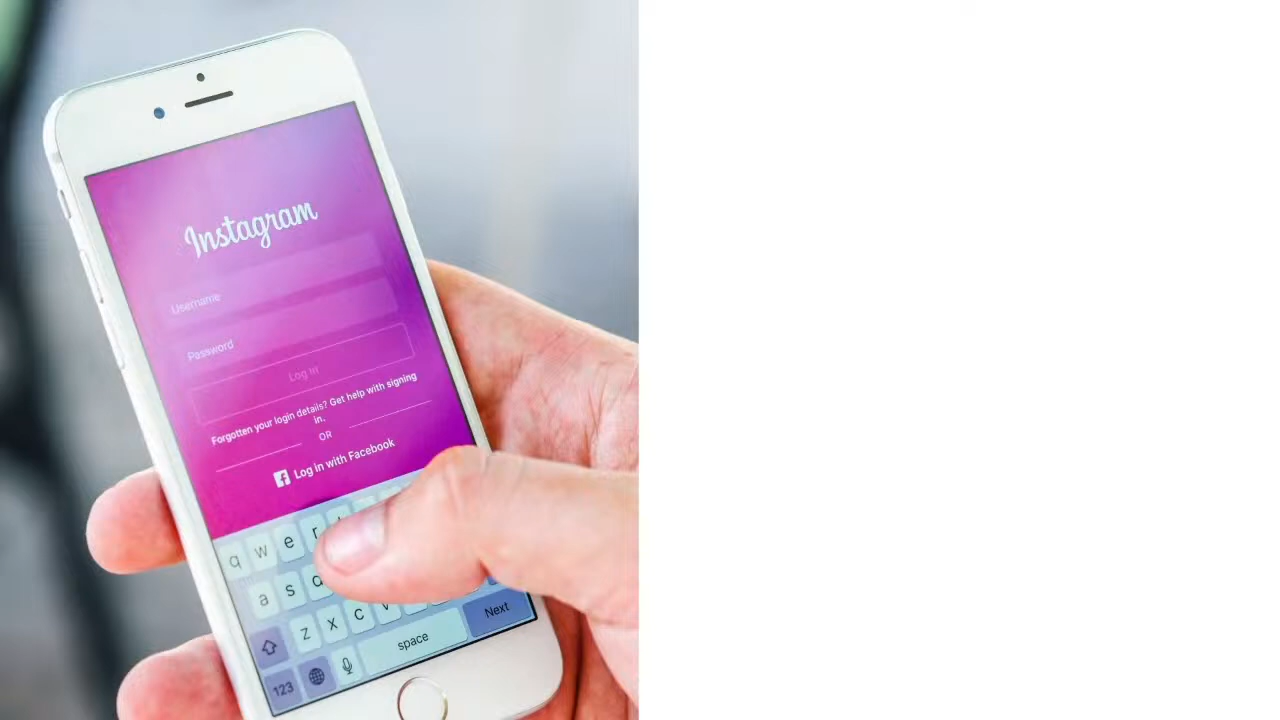 Instagram
Username
Password
Log In
Forgotten your login details? Get help with signing
in.
OR
Log in with Facebook
q w e r
a s
z x c v
123 space Next